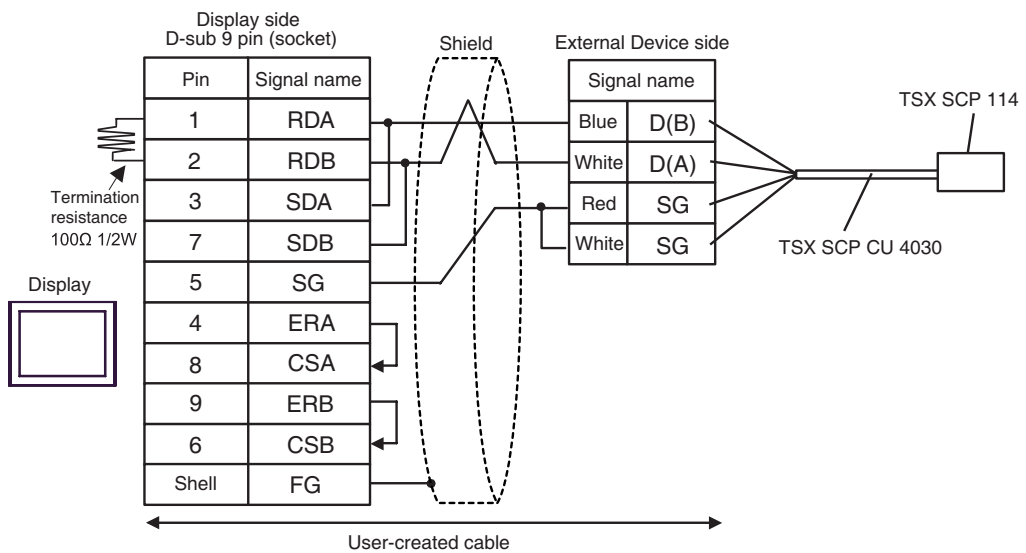 Display side
D-sub 9 pin (socket)
Shield
External Device side
Pin Signal name
1 RDA
2 RDB
3 SDA
7 SDB
5 SG
4 ERA
8 CSA
9 ERB
6 CSB
Shell FG
Termination
resistance
100Ω 1/2W
Display
Signal name
Blue D(B)
White D(A)
Red SG
White SG
TSX SCP 114
TSX SCP CU 4030
User-created cable